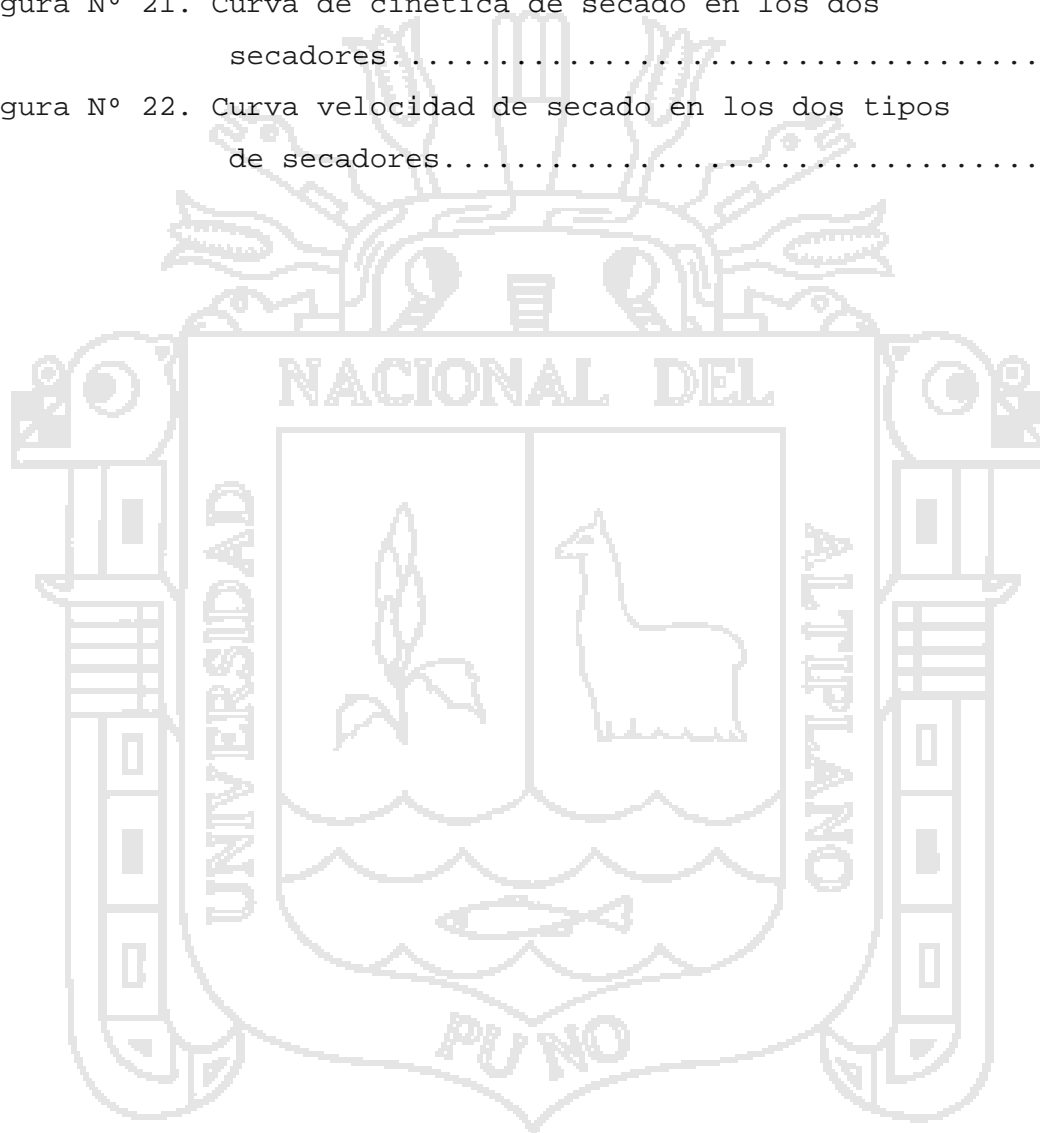 gura Nº 21. Curva de cinética de secado en los dos
secadores...................................
gura Nº 22. Curva velocidad de secado en los dos tipos
de secadores.................................
NACIONAL DEL
UNIVERSIDAD
ALTIPLANO
PUNO